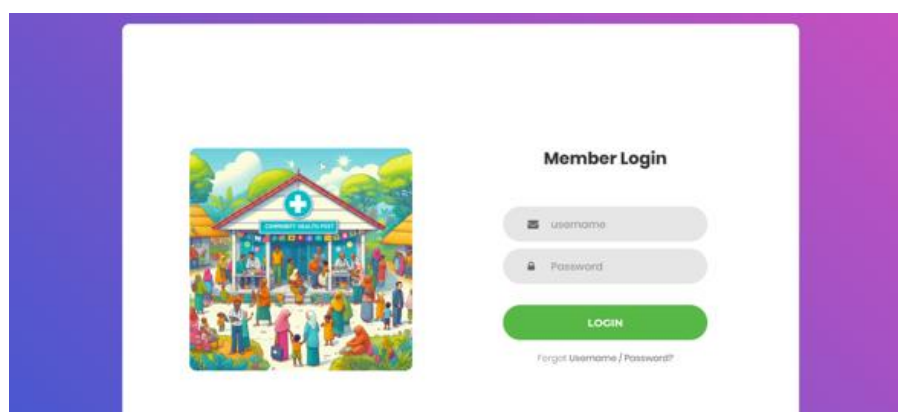 Member Login
COMMUNITY HEALTH POST
username
Password
LOGIN
Forgot Username / Password?